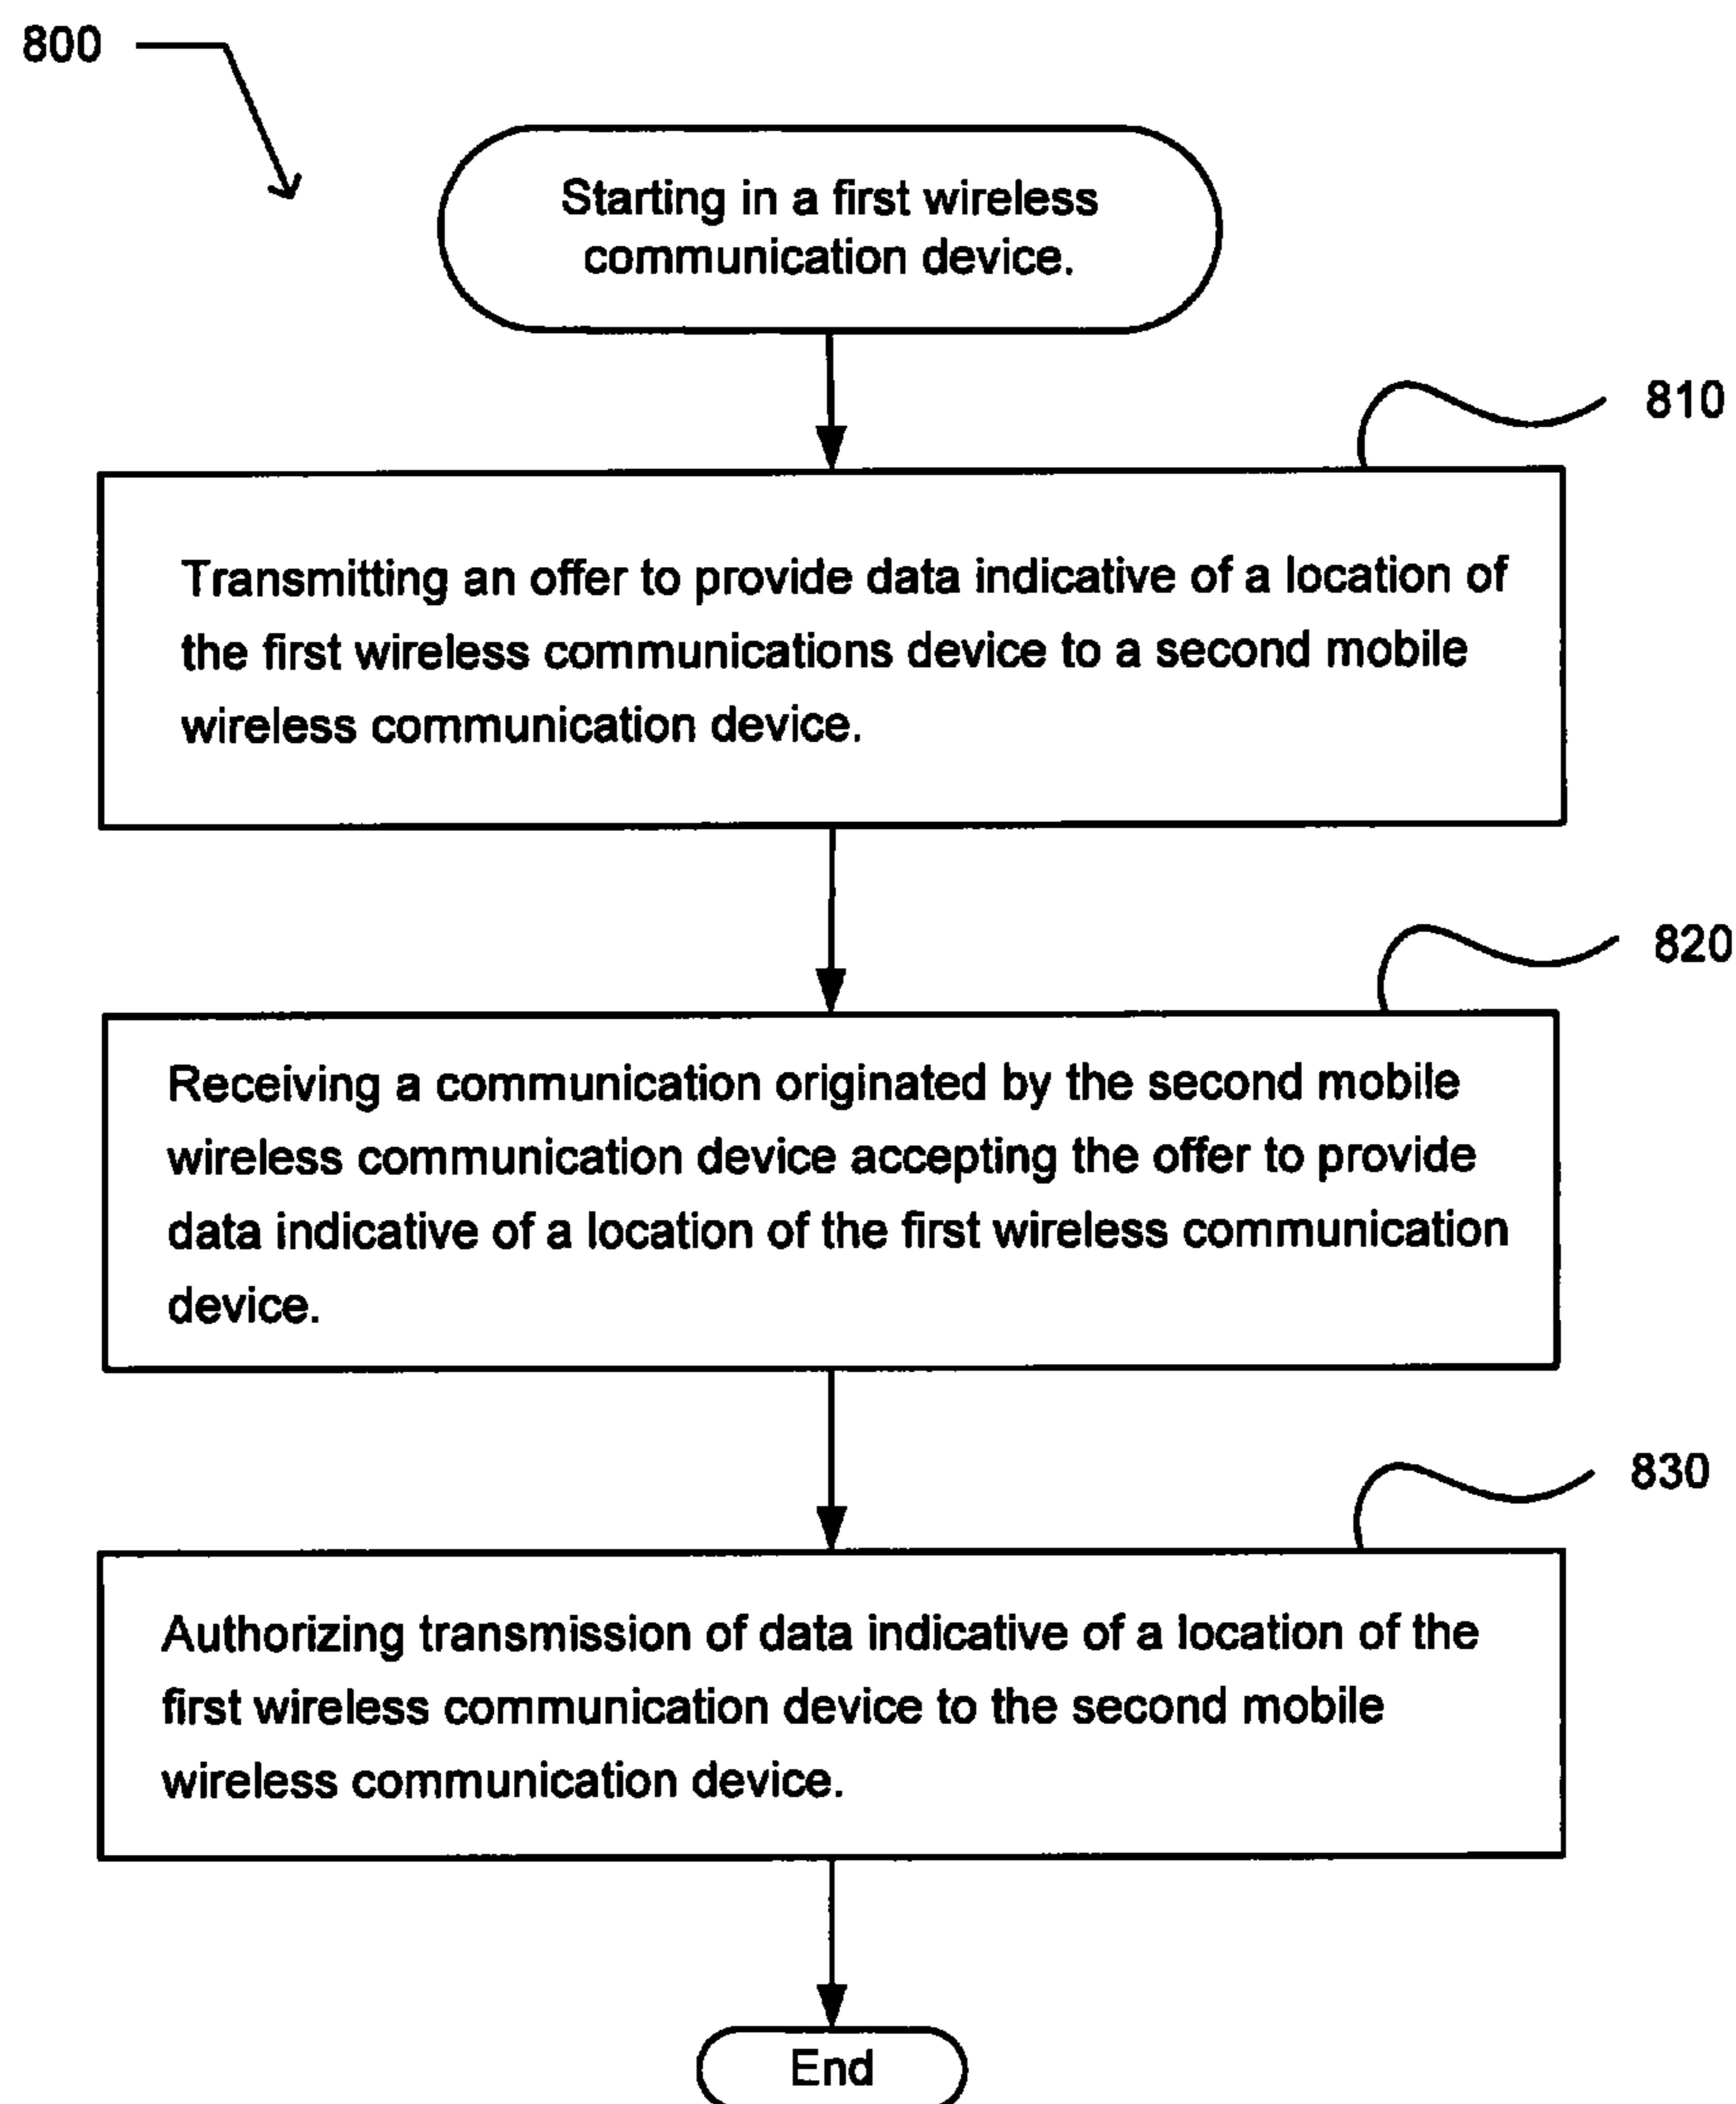 800
Starting in a first wireless
communication device.
810
Transmitting an offer to provide data indicative of a location of
the first wireless communications device to a second mobile
wireless communication device.
820
Receiving a communication originated by the second mobile
wireless communication device accepting the offer to provide
data indicative of a location of the first wireless communication
device.
830
Authorizing transmission of data indicative of a location of the
first wireless communication device to the second mobile
wireless communication device.
End